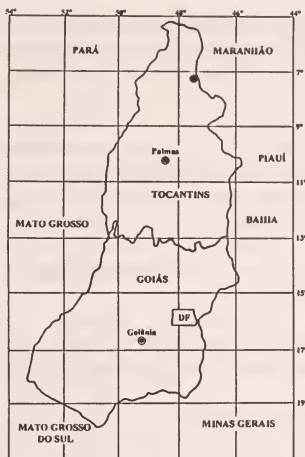 54° 52° 50° 48° 46° 44°
PARÁ
MARANHÃO
7°
9°
Palmas
PIAUÍ
11°
TOCANTINS
MATO GROSSO
BAHIA
13°
GOIÁS
15°
DF
Goiânia
17°
19°
MATO GROSSO
DO SUL
MINAS GERAIS